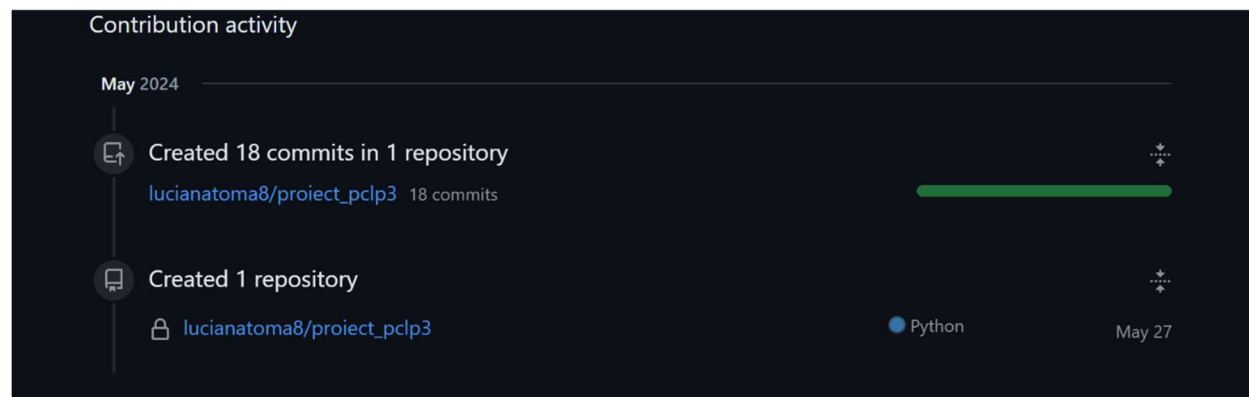 Contribution activity
May 2024
Created 18 commits in 1 repository
lucianatoma8/proiect_pclp3 18 commits
Created 1 repository
lucianatoma8/proiect_pclp3 Python May 27